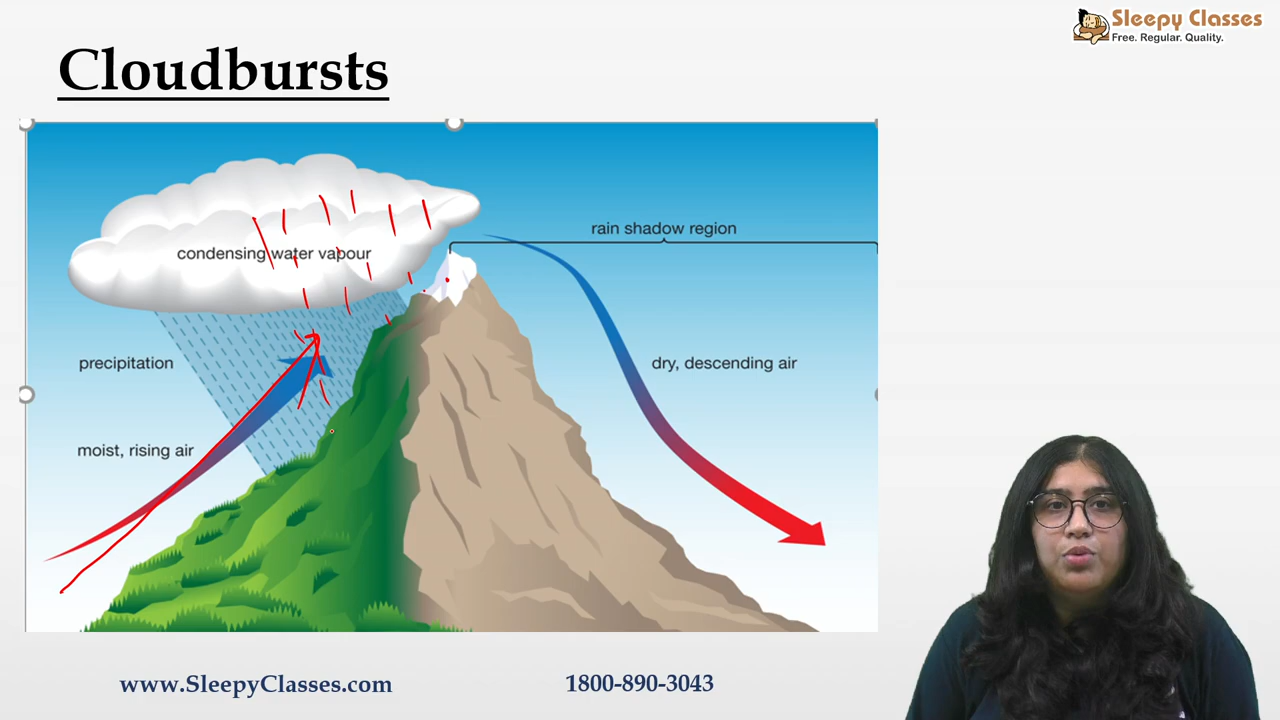 Sleepy Classes
Free. Regular. Quality.
Cloudbursts
rain shadow region
condensing water vapour
precipitation
dry, descending air
moist, rising air
www.SleepyClasses.com
1800-890-3043